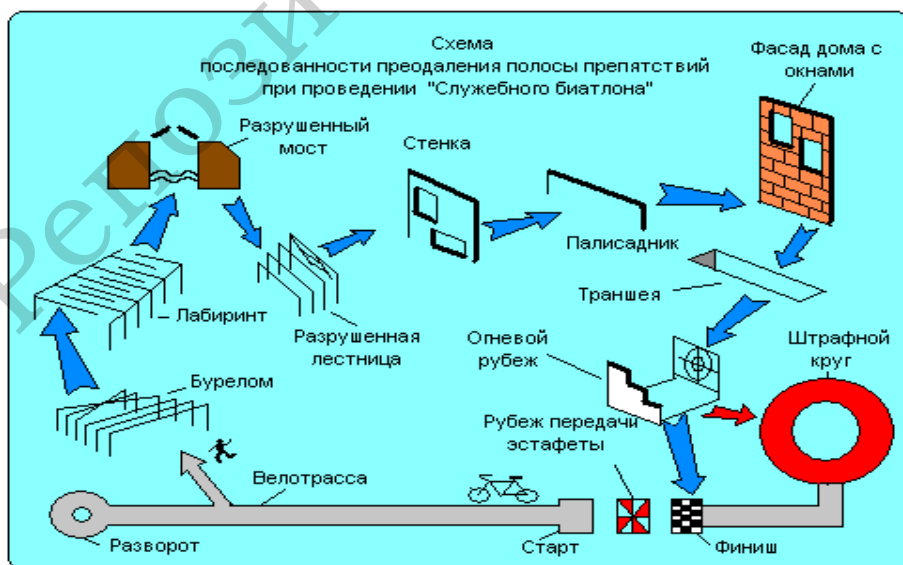 Схема
последованности преодаления полосы препятствий
при проведении "Служебного биатлона"
Фасад дома с
окнами
Разрушенный
мост
Стенка
Палисадник
Траншея
Лабиринт
Разрушенная
лестница
Огневой
рубеж
Штрафной
круг
Бурелом
Рубеж передачи
эстафеты
Велотрасса
Разворот
Старт
Финиш
Репози